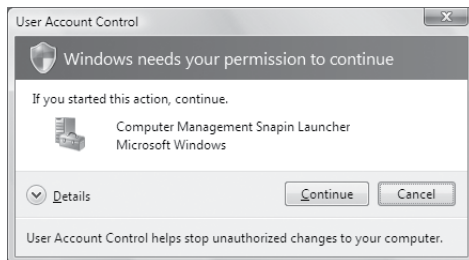 User Account Control
Windows needs your permission to continue
If you started this action, continue.
Computer Management Snapin Launcher
Microsoft Windows
Details
Continue
Cancel
User Account Control helps stop unauthorized changes to your computer.